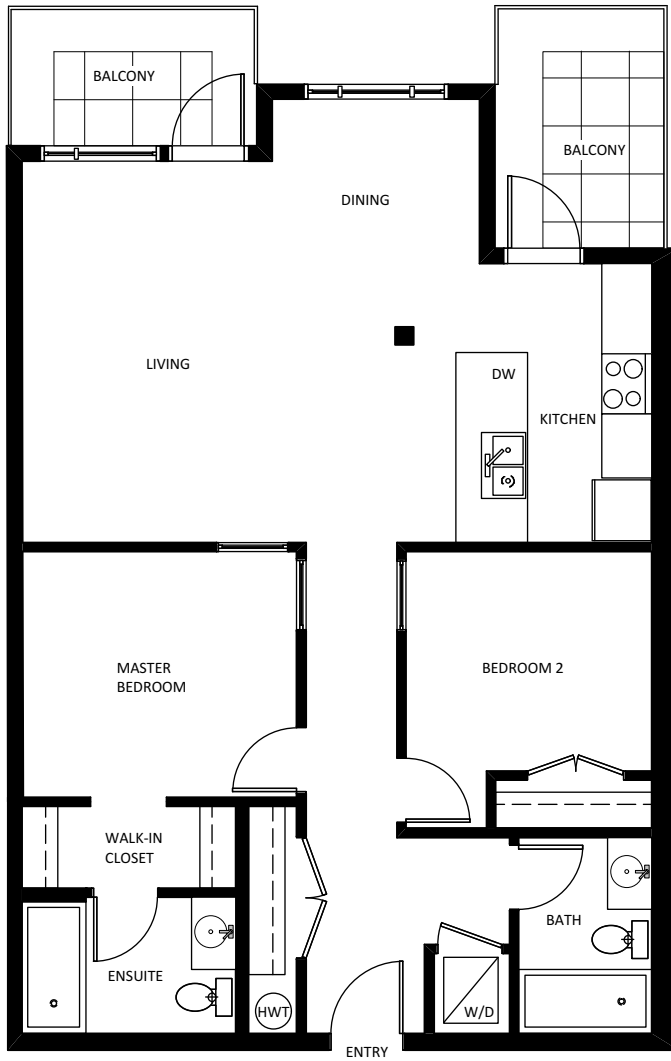 BALCONY
BALCONY
DINING
LIVING
DW
KITCHEN
MASTER
BEDROOM
BEDROOM 2
WALK-IN
CLOSET
BATH
ENSUITE
HWT
W/D
ENTRY